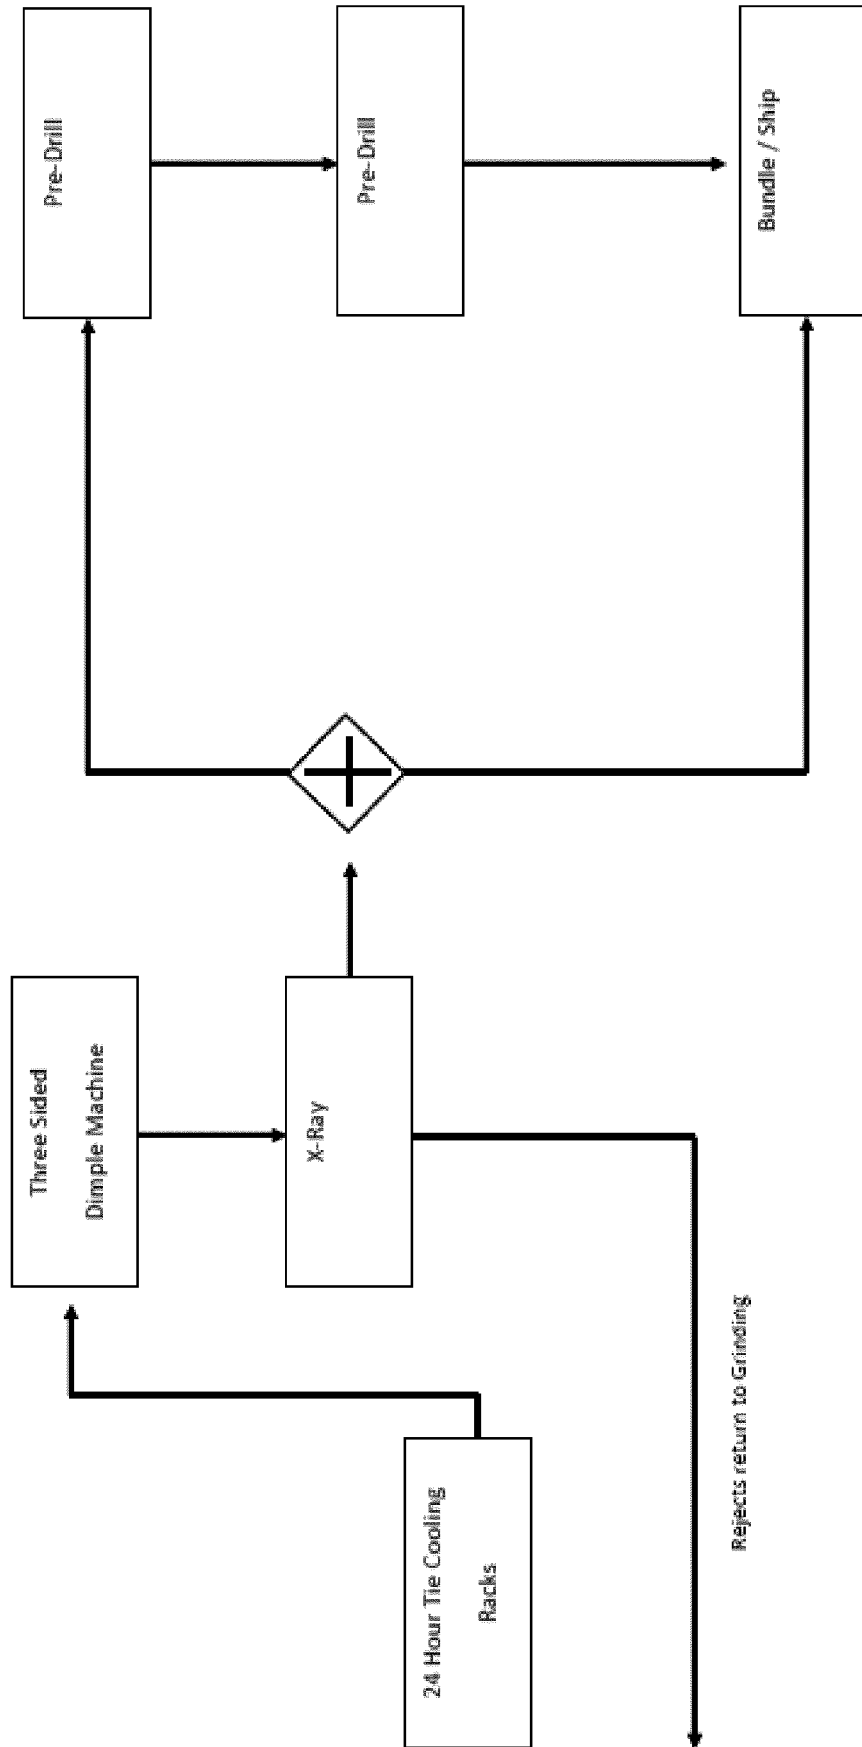 24 Hour Tie Cooling
Racks
Three Sided
Dimple Machine
X-Ray
Rejects return to Grinding
Pre-Drill
Pre-Drill
Bundle / Ship